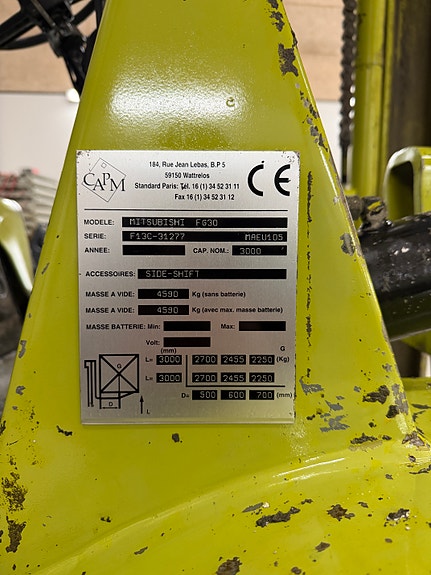 CAPM
184, Rue Jean Lebas, B.P 5
59150 Wattrelos
Standard Paris: Tél. 16 (1) 34 52 31 11
Fax 16 (1) 34 52 31 12
CE
MODELE: MITSUBISHI FG30
SERIE: F13C-31277 MAEU105
ANNEE: CAP. NOM.: 3000
ACCESSOIRES: SIDE-SHIFT
MASSE A VIDE: 4590 Kg (sans batterie)
MASSE A VIDE: 4590 Kg (avec max. masse batterie)
MASSE BATTERIE: Min: Max:
Volt:
(mm) G
L= 3000 2700 2455 2250 (Kg)
L= 3000 2700 2455 2250
D= 500 600 700 (mm)
G
D
L